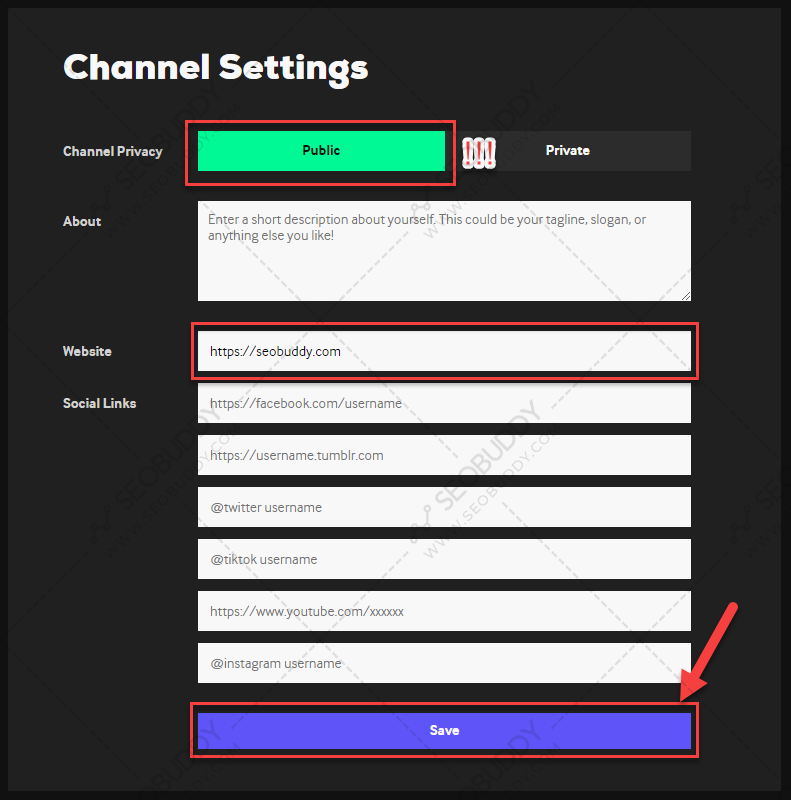 Channel Settings
Channel Privacy
Public
!!!
Private
About
Enter a short description about yourself. This could be your tagline, slogan, or
anything else you like!
Website
https://seobuddy.com
Social Links
https://facebook.com/username
https://username.tumblr.com
@twitter username
@tiktok username
https://www.youtube.com/xxxxxx
@instagram username
Save
SEOBUDDY
WWW.SEOBUDDY.COM